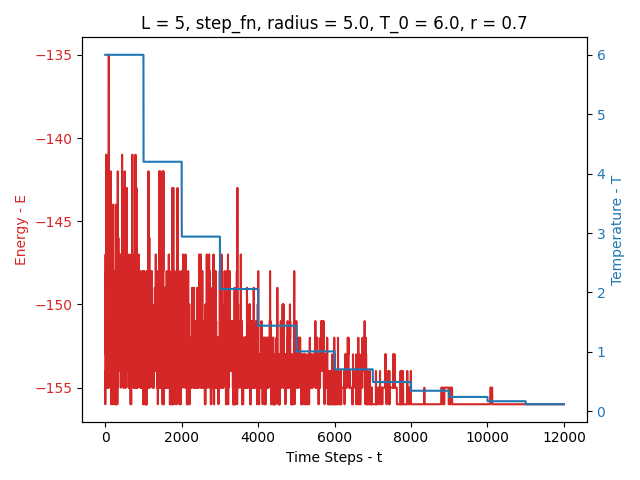 L = 5, step_fn, radius = 5.0, T_0 = 6.0, r = 0.7
Energy - E
−135
−140
−145
−150
−155
6
5
4
3
2
1
0
Temperature - T
0 2000 4000 6000 8000 10000 12000
Time Steps - t